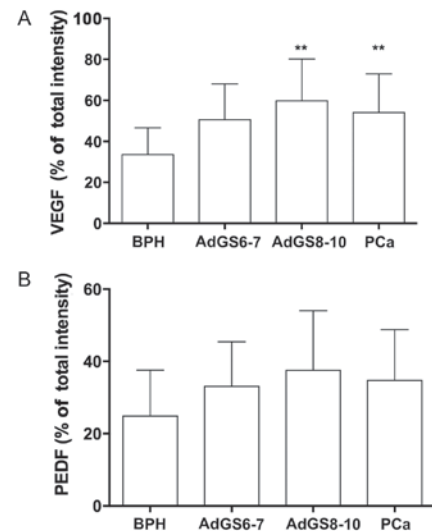 A
VEGF (% of total intensity)
100
80
60
40
20
0
** **
BPH AdGS6-7 AdGS8-10 PCa
B
PEDF (% of total intensity)
60
40
20
0
BPH AdGS6-7 AdGS8-10 PCa